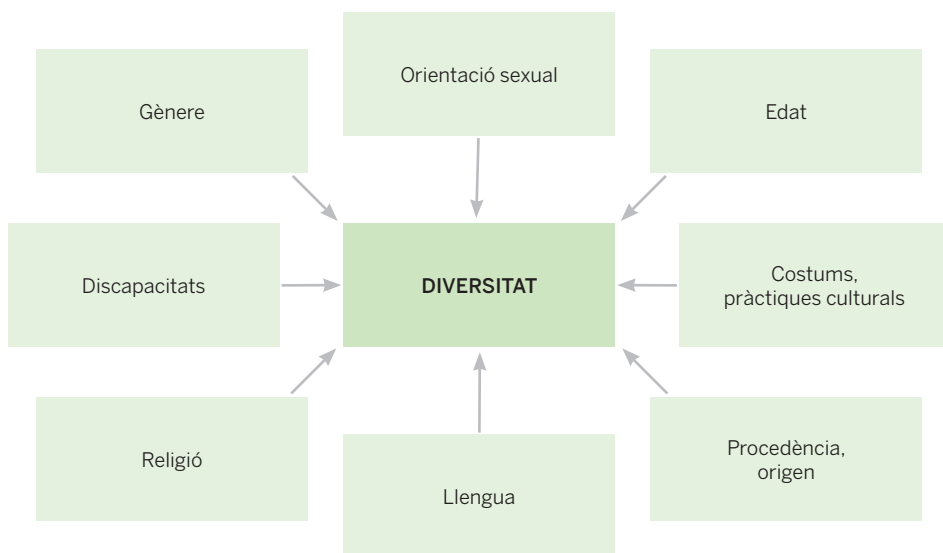 Orientació sexual
Gènere
Edat
Discapacitats
DIVERSITAT
Costums,
pràctiques culturals
Religió
Llengua
Procedència,
origen